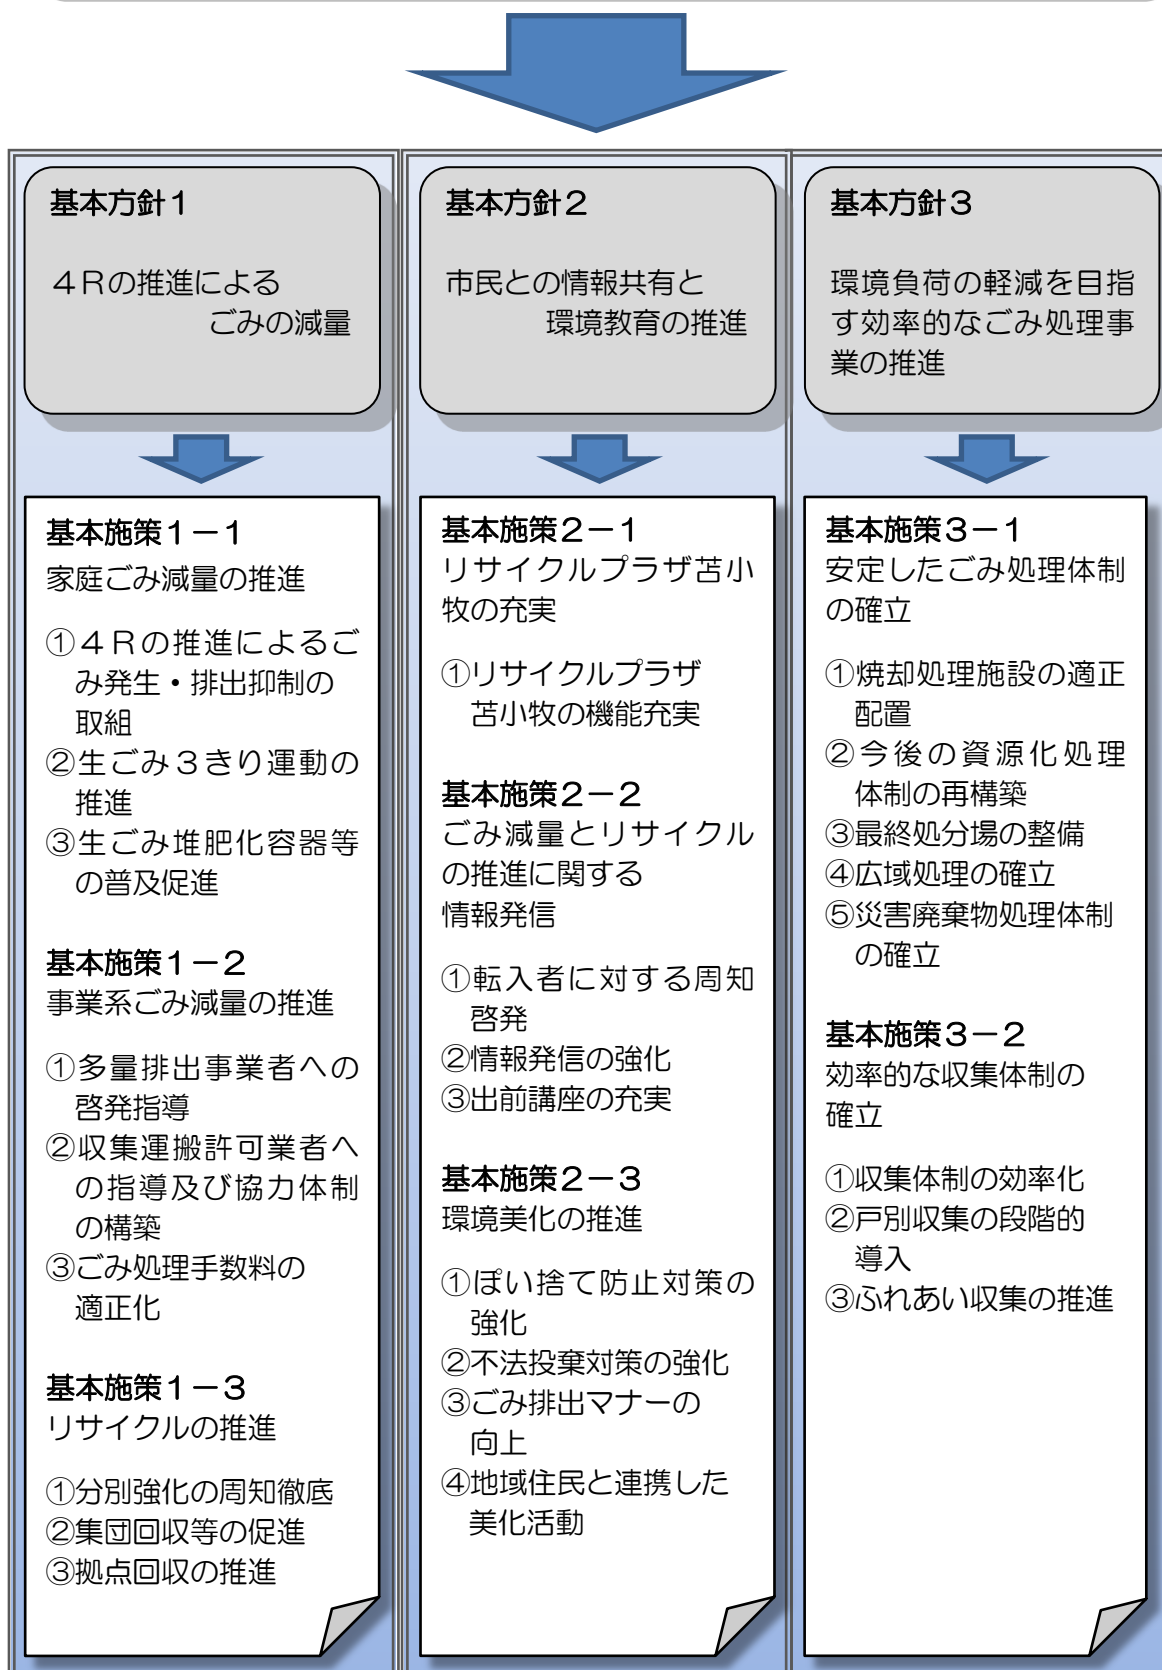 基本方針1
4Rの推進による
ごみの減量
基本施策1-1
家庭ごみ減量の推進
①4Rの推進によるご
み発生・排出抑制の
取組
②生ごみ3きり運動の
推進
③生ごみ堆肥化容器等
の普及促進
基本施策1-2
事業系ごみ減量の推進
①多量排出事業者への
啓発指導
②収集運搬許可業者へ
の指導及び協力体制
の構築
③ごみ処理手数料の
適正化
基本施策1-3
リサイクルの推進
①分別強化の周知徹底
②集団回収等の促進
③拠点回収の推進
基本方針2
市民との情報共有と
環境教育の推進
基本施策2-1
リサイクルプラザ苫小
牧の充実
①リサイクルプラザ
苫小牧の機能充実
基本施策2-2
ごみ減量とリサイクル
の推進に関する
情報発信
①転入者に対する周知
啓発
②情報発信の強化
③出前講座の充実
基本施策2-3
環境美化の推進
①ぽい捨て防止対策の
強化
②不法投棄対策の強化
③ごみ排出マナーの
向上
④地域住民と連携した
美化活動
基本方針3
環境負荷の軽減を目指
す効率的なごみ処理事
業の推進
基本施策3-1
安定したごみ処理体制
の確立
①焼却処理施設の適正
配置
②今後の資源化処理
体制の再構築
③最終処分場の整備
④広域処理の確立
⑤災害廃棄物処理体制
の確立
基本施策3-2
効率的な収集体制の
確立
①収集体制の効率化
②戸別収集の段階的
導入
③ふれあい収集の推進